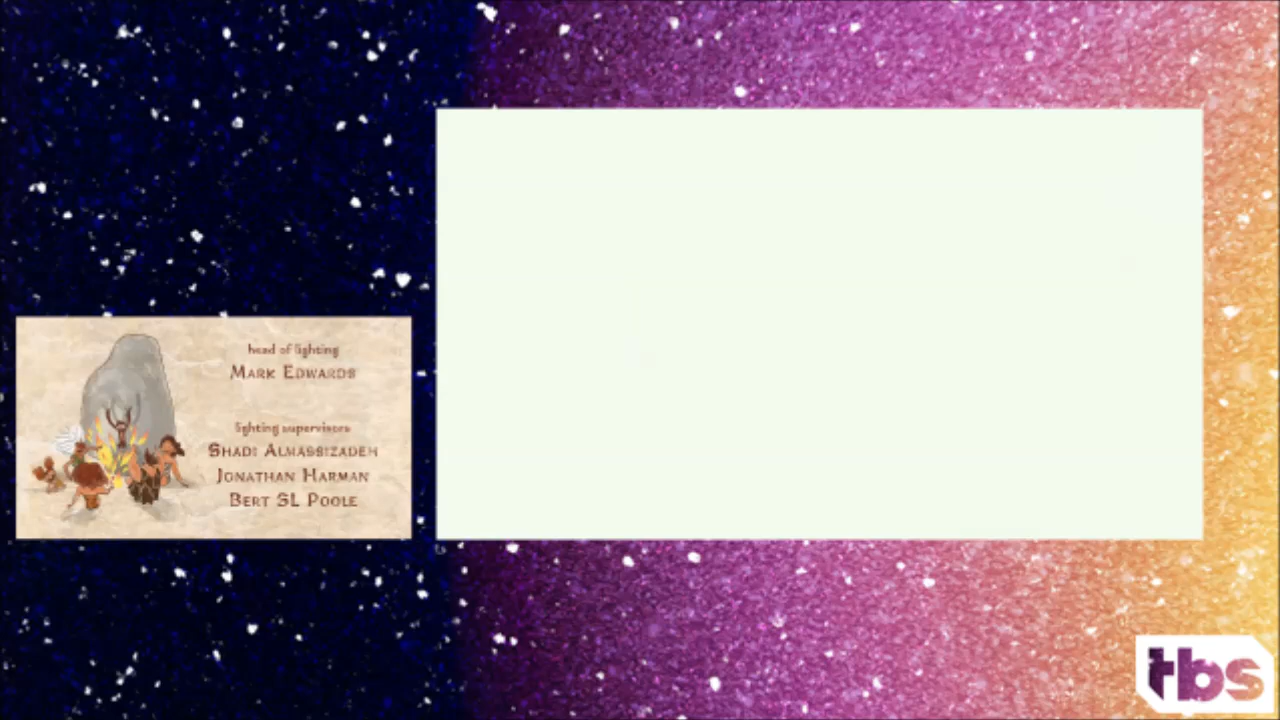 head of lighting
MARK EDWARDS
lighting supervisors
SHADI ALMASSIZADEH
JONATHAN HARMAN
BERT SL POOLE
tbs